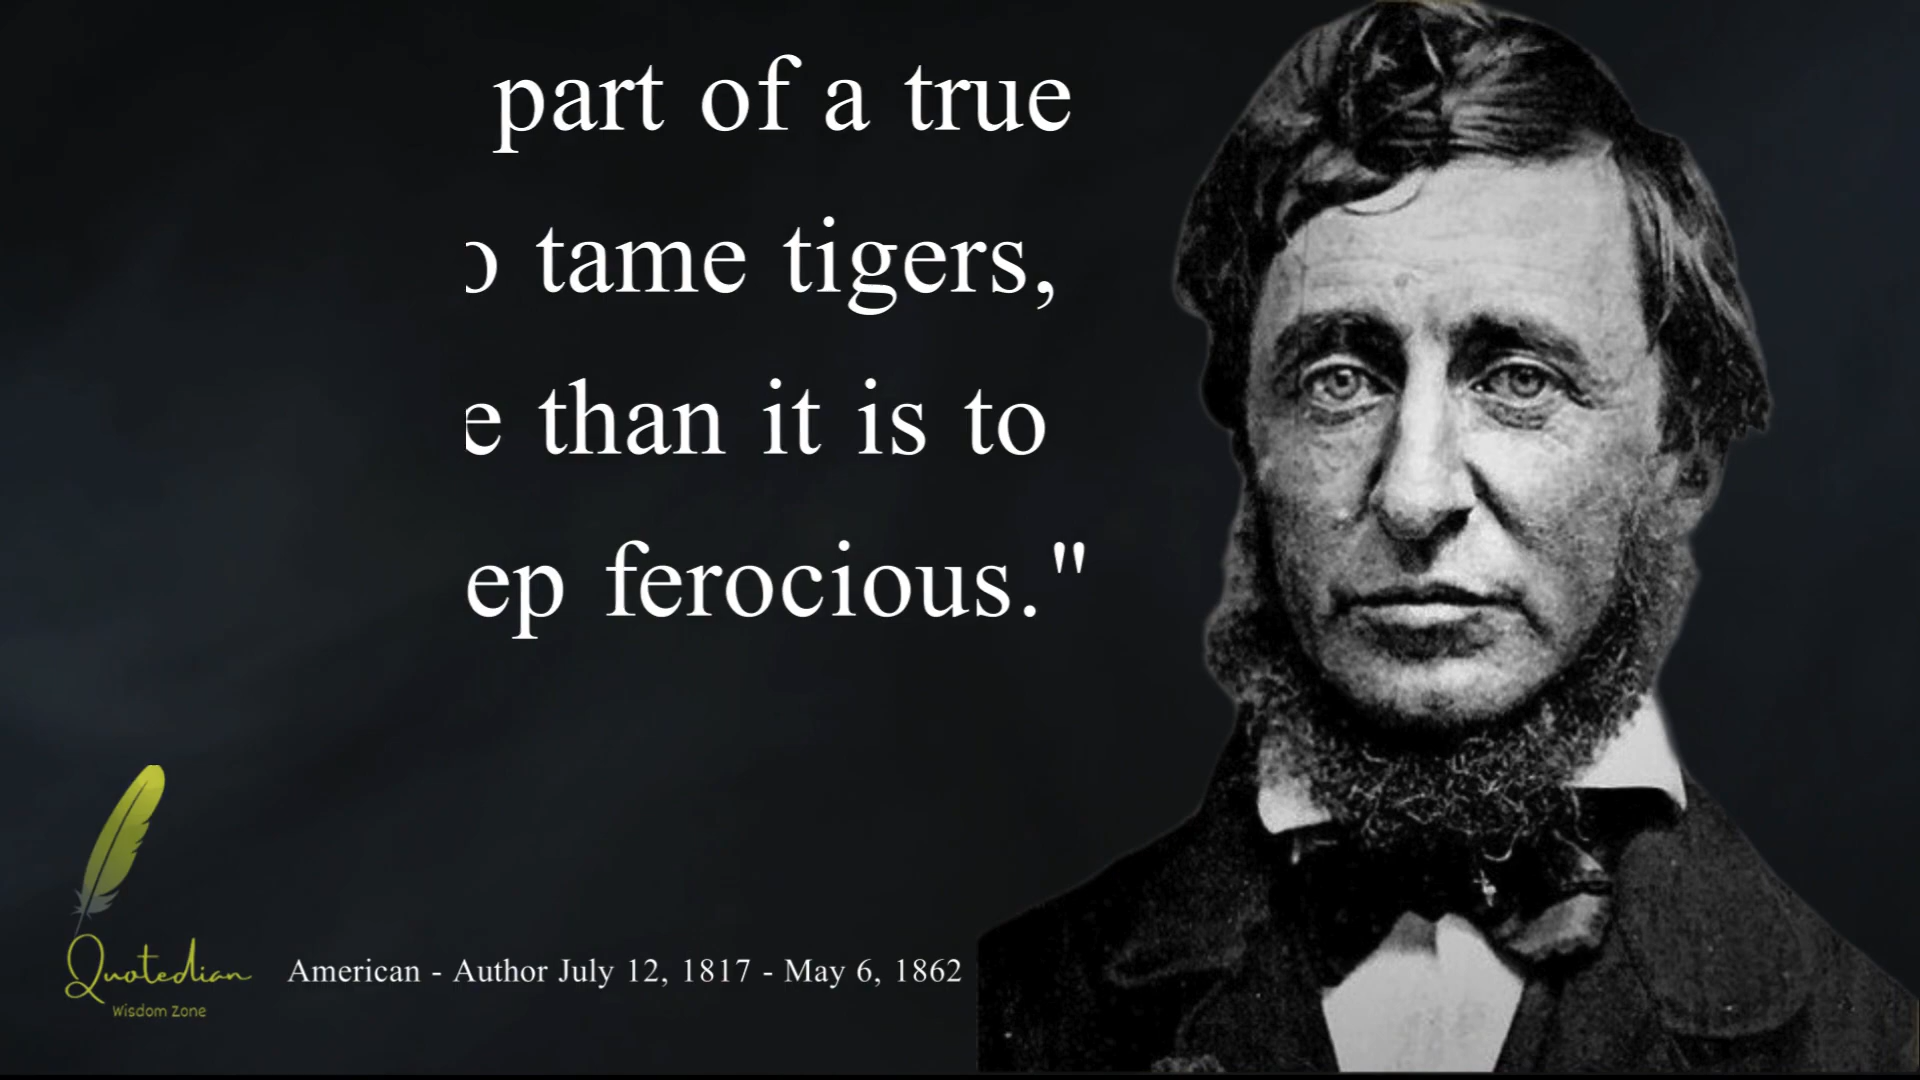 part of a true
tame tigers,
than it is to
ep ferocious."
Quotedian
Wisdom Zone
American - Author July 12, 1817 - May 6, 1862